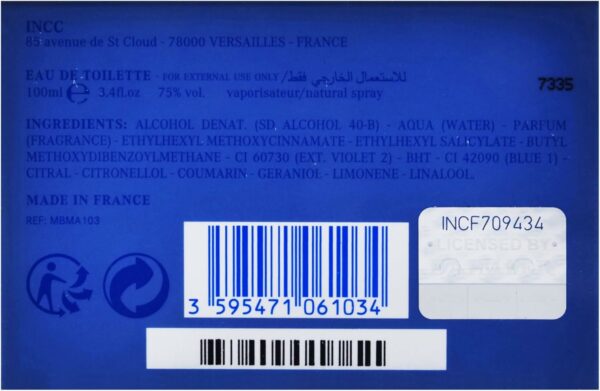 INCC
85 avenue de St Cloud - 78000 VERSAILLES - FRANCE
EAU DE TOILETTE - FOR EXTERNAL USE ONLY /للاستعمال الخارجي فقط
100ml e 3.4fl.oz 75% vol. vaporisateur/natural spray
7335
INGREDIENTS: ALCOHOL DENAT. (SD ALCOHOL 40-B) - AQUA (WATER) - PARFUM
(FRAGRANCE) - ETHYLHEXYL METHOXYCINNAMATE - ETHYLHEXYL SALICYLATE - BUTYL
METHOXYDIBENZOYLMETHANE - CI 60730 (EXT. VIOLET 2) - BHT - CI 42090 (BLUE 1) -
CITRAL - CITRONELLOL - COUMARIN - GERANIOL - LIMONENE - LINALOOL.
MADE IN FRANCE
REF: MBMA103
INCF709434
LICENSED BY
3 595471 061034